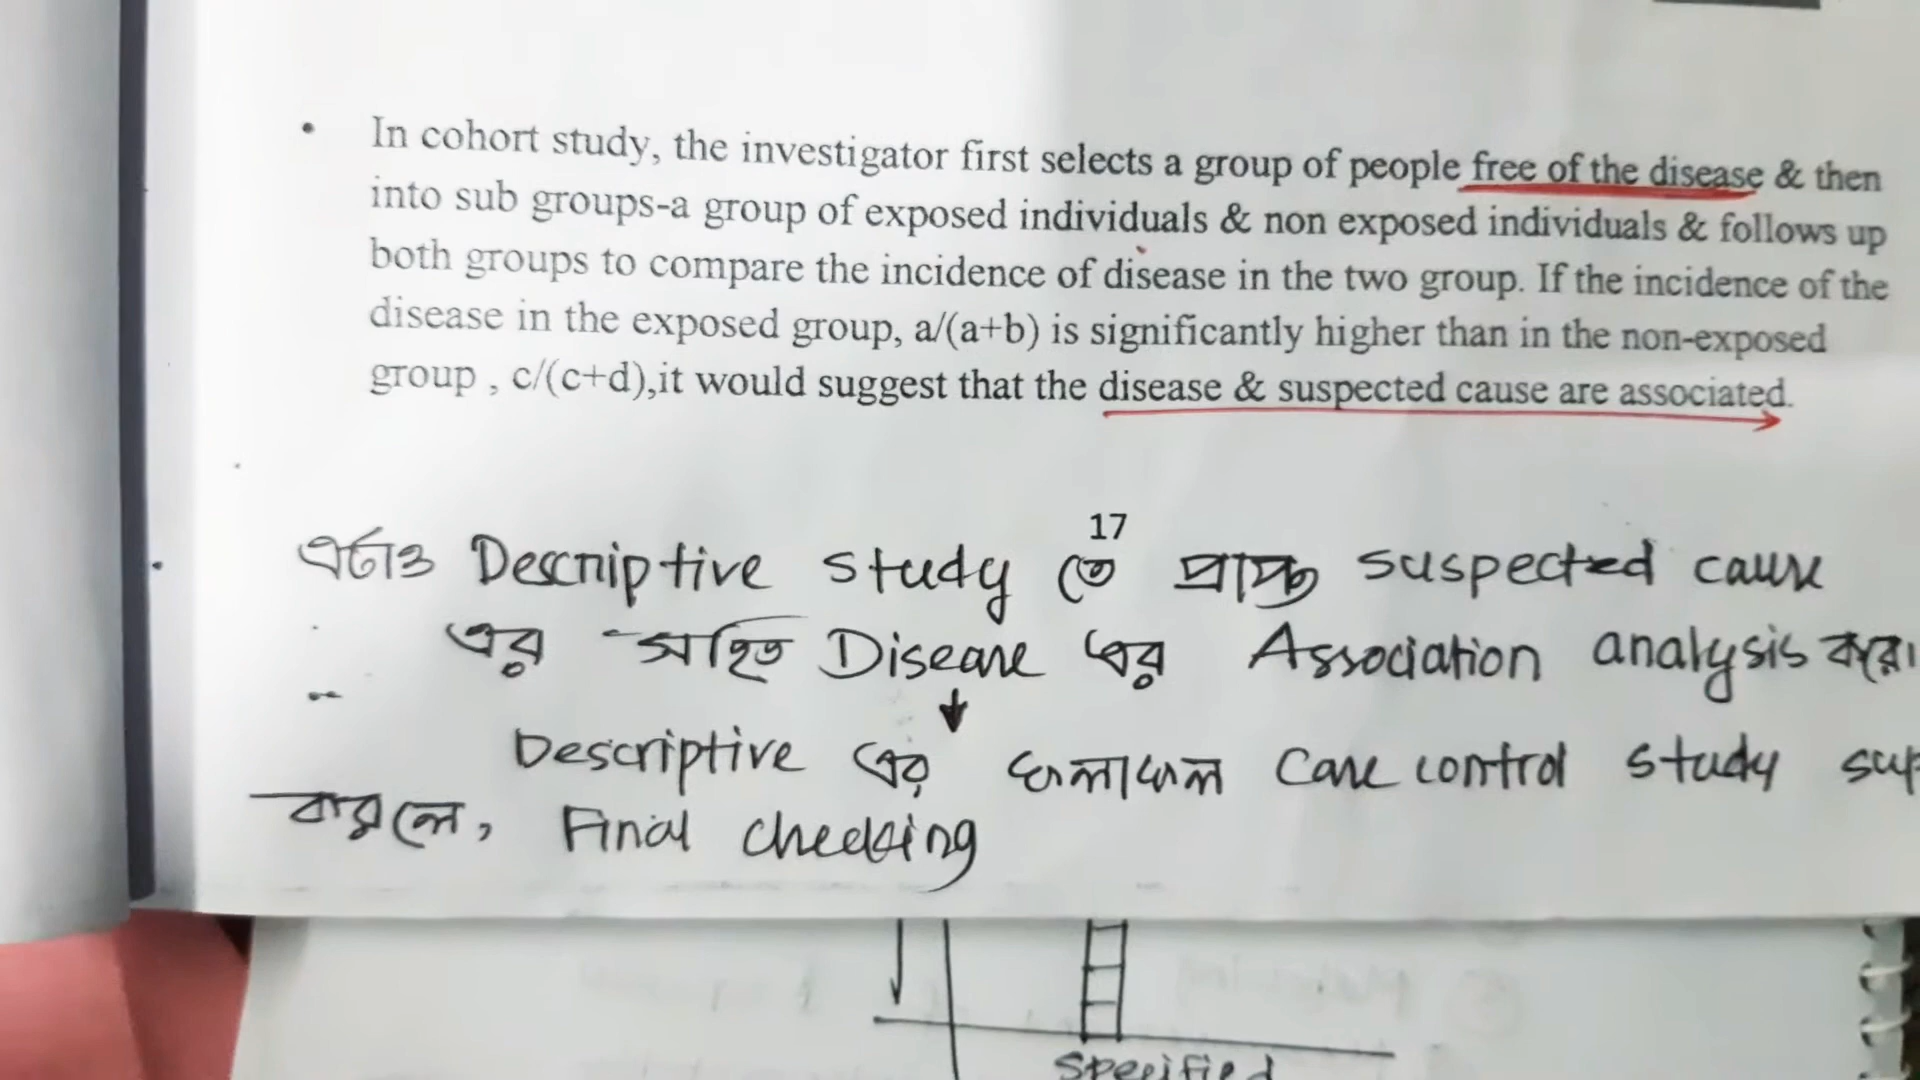 • In cohort study, the investigator first selects a group of people free of the disease & then
into sub groups-a group of exposed individuals & non exposed individuals & follows up
both groups to compare the incidence of disease in the two group. If the incidence of the
disease in the exposed group, a/(a+b) is significantly higher than in the non-exposed
group , c/(c+d),it would suggest that the disease & suspected cause are associated.
17
এটাও Descriptive study তে প্রাপ্ত suspected cause
এর সহিত Disease এর Association analysis করে।
Descriptive এর ফলাফল Case control study sup
করলে, Final checking
Specified